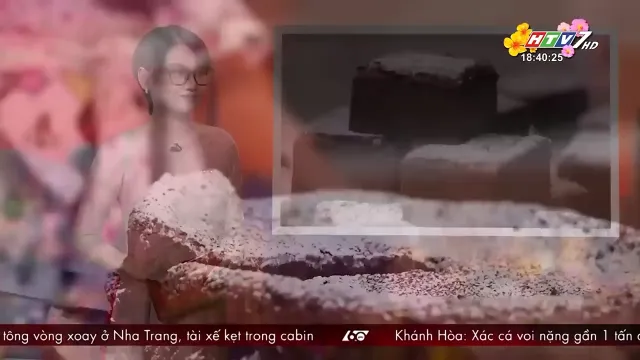 HTV7 HD
18:40:25
tông vòng xoay ở Nha Trang, tài xế kẹt trong cabin 60 Khánh Hòa: Xác cá voi nặng gần 1 tấn